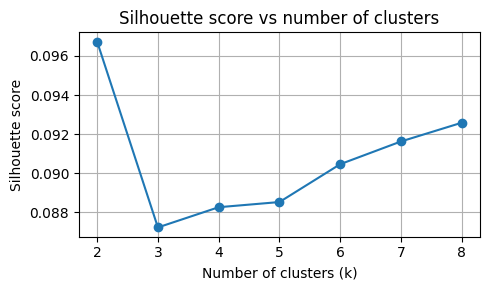 Silhouette score vs number of clusters
Silhouette score
0.096
0.094
0.092
0.090
0.088
2 3 4 5 6 7 8
Number of clusters (k)